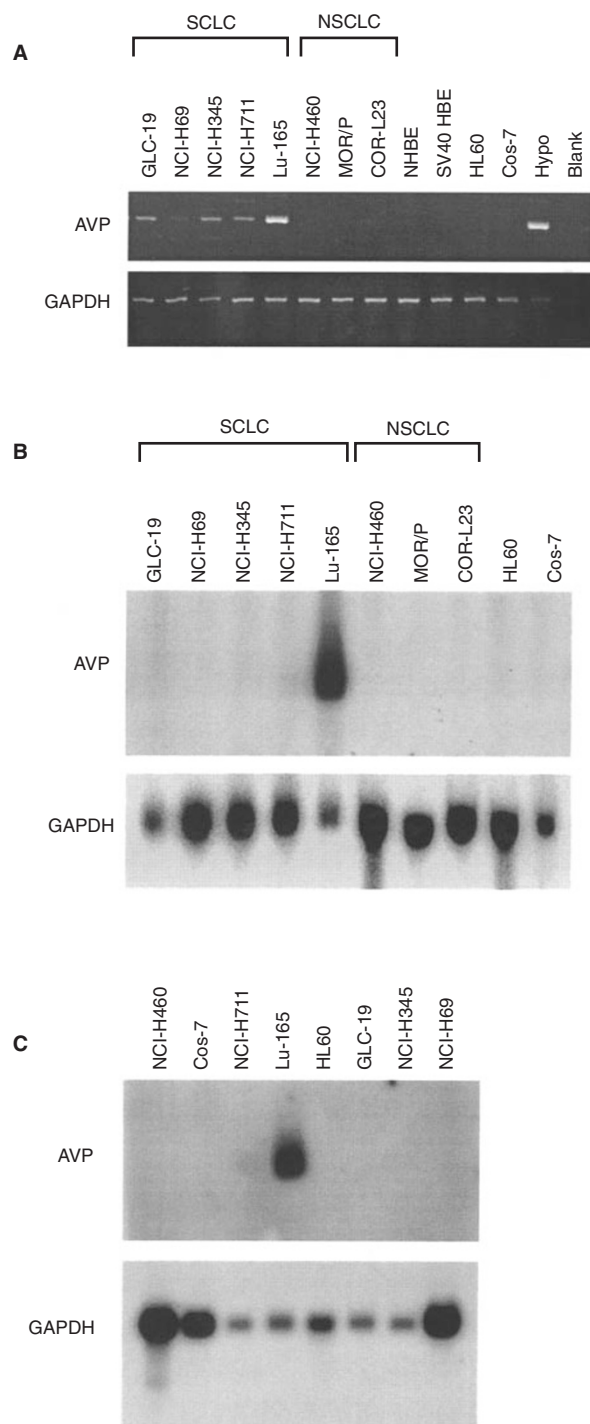 A
SCLC NSCLC
GLC-19 NCI-H69 NCI-H345 NCI-H711 Lu-165 NCI-H460 MOR/P COR-L23 NHBE SV40 HBE HL60 Cos-7 Hypo Blank
AVP
GAPDH
B
SCLC NSCLC
GLC-19 NCI-H69 NCI-H345 NCI-H711 Lu-165 NCI-H460 MOR/P COR-L23 HL60 Cos-7
AVP
GAPDH
C
NCI-H460 Cos-7 NCI-H711 Lu-165 HL60 GLC-19 NCI-H345 NCI-H69
AVP
GAPDH